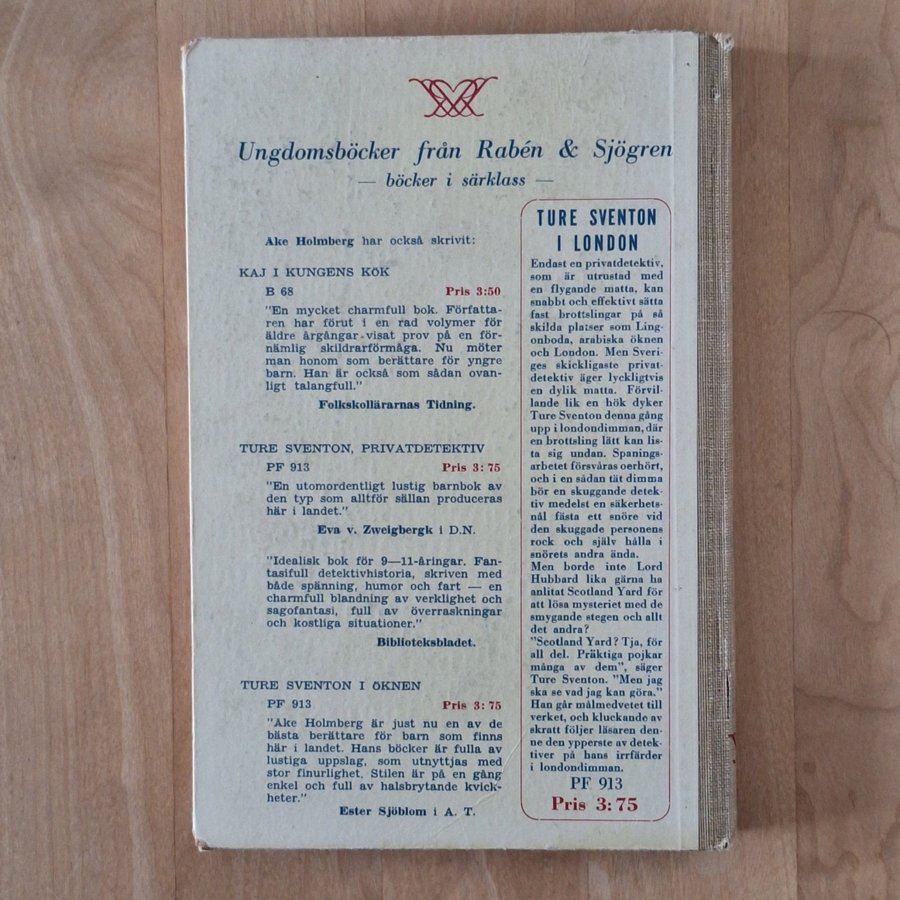 Ungdomsböcker från Rabén & Sjögren
— böcker i särklass —
Åke Holmberg har också skrivit:
KAJ I KUNGENS KÖK
B 68 Pris 3:50
"En mycket charmfull bok. Författa-
ren har förut i en rad volymer för
äldre årgångar visat prov på en för-
nämlig skildrarförmåga. Nu möter
man honom som berättare för yngre
barn. Han är också som sådan ovan-
ligt talangfull."
Folkskollärarnas Tidning.
TURE SVENTON, PRIVATDETEKTIV
PF 913 Pris 3:75
"En utomordentligt lustig barnbok av
den typ som alltför sällan produceras
här i landet."
Eva v. Zweigbergk i D.N.
"Idealisk bok för 9—11-åringar. Fan-
tasifull detektivhistoria, skriven med
både spänning, humor och fart — en
charmfull blandning av verklighet och
sagofantasi, full av överraskningar
och kostliga situationer."
Biblioteksbladet.
TURE SVENTON I ÖKNEN
PF 913 Pris 3:75
"Åke Holmberg är just nu en av de
bästa berättare för barn som finns
här i landet. Hans böcker är fulla av
lustiga uppslag, som utnyttjas med
stor finurlighet. Stilen är på en gång
enkel och full av halsbrytande kvick-
heter."
Ester Sjöblom i A. T.
TURE SVENTON
I LONDON
Endast en privatdetektiv,
som är utrustad med
en flygande matta, kan
snabbt och effektivt sätta
fast brottslingar på så
skilda platser som Ling-
onboda, arabiska öknen
och London. Men Sveri-
ges skickligaste privat-
detektiv äger lyckligtvis
en dylik matta. Förvil-
lande lik en hök dyker
Ture Sventon denna gång
upp i londondimman, där
en brottsling lätt kan lis-
ta sig undan. Spanings-
arbetet försvåras oerhört,
och i en sådan tät dimma
bör en skuggande detek-
tiv medelst en säkerhets-
nål fästa ett snöre vid
den skuggade personens
rock och själv hålla i
snörets andra ända.
Men borde inte Lord
Hubbard lika gärna ha
anlitat Scotland Yard för
att lösa mysteriet med de
smygande stegen och allt
det andra?
"Scotland Yard? Tja, för
all del. Präktiga pojkar
många av dem", säger
Ture Sventon. "Men jag
ska se vad jag kan göra."
Han går målmedvetet till
verket, och kluckande av
skratt följer läsaren den-
ne den ypperste av detek-
tiver på hans irrfärder
i londondimman.
PF 913
Pris 3:75